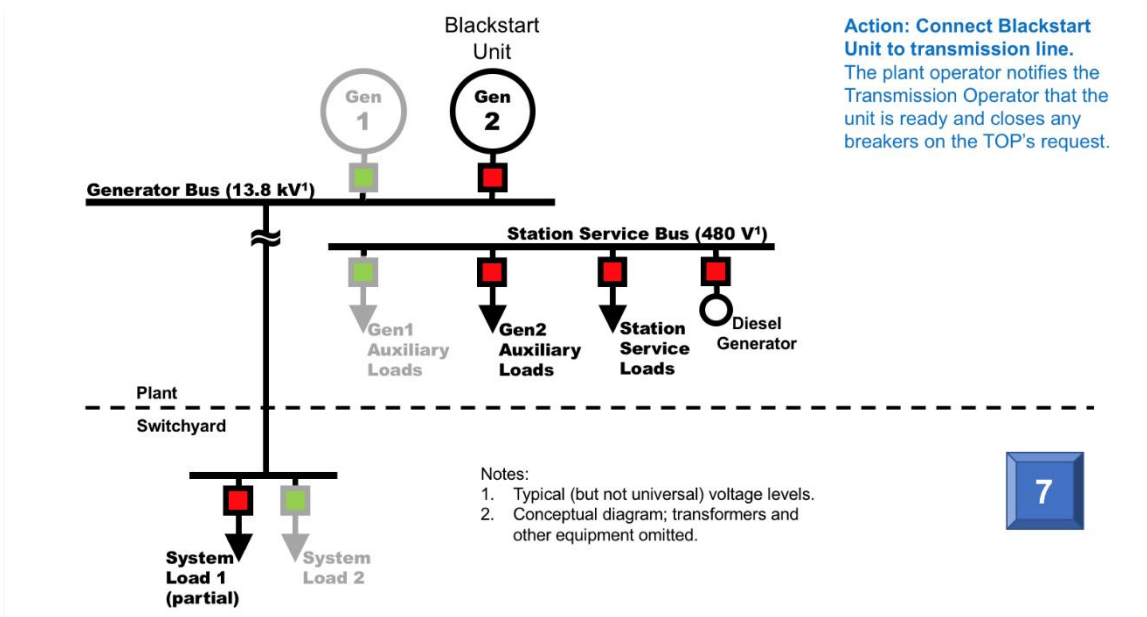 Blackstart
Unit
Action: Connect Blackstart
Unit to transmission line.
The plant operator notifies the
Transmission Operator that the
unit is ready and closes any
breakers on the TOP's request.
Gen
1
Gen
2
Generator Bus (13.8 kV¹)
Station Service Bus (480 V¹)
Gen1
Auxiliary
Loads
Gen2
Auxiliary
Loads
Station
Service
Loads
Diesel
Generator
Plant
Switchyard
System
Load 1
(partial)
System
Load 2
Notes:
1. Typical (but not universal) voltage levels.
2. Conceptual diagram; transformers and
other equipment omitted.
7